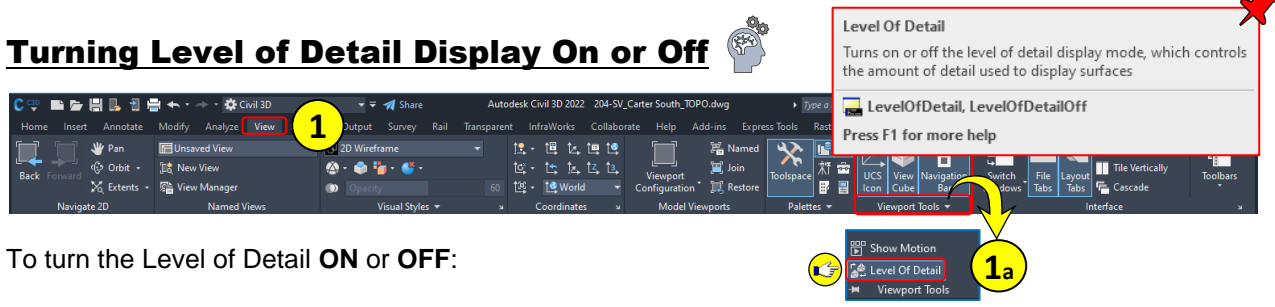 Turning Level of Detail Display On or Off
Level Of Detail
Turns on or off the level of detail display mode, which controls
the amount of detail used to display surfaces
LevelOfDetail, LevelOfDetailOff
Press F1 for more help
Civil 3D Share Autodesk Civil 3D 2022 204-SV_Carter South_TOPO.dwg Type a
Home Insert Annotate Modify Analyze View 1 Output Survey Rail Transparent InfraWorks Collaborate Help Add-ins Express Tools Rast
Pan Unsaved View 2D Wireframe Named
Back Forward Orbit New View Viewport Configuration Join Toolspace UCS Icon View Cube Navigation Bar Switch Windows File Tabs Layout Tabs Tile Vertically Toolbars
Extents View Manager Opacity 60 World Restore Cascade
Navigate 2D Named Views Visual Styles Coordinates Model Viewports Palettes Viewport Tools Interface
To turn the Level of Detail ON or OFF:
Show Motion
Level Of Detail
Viewport Tools
1a